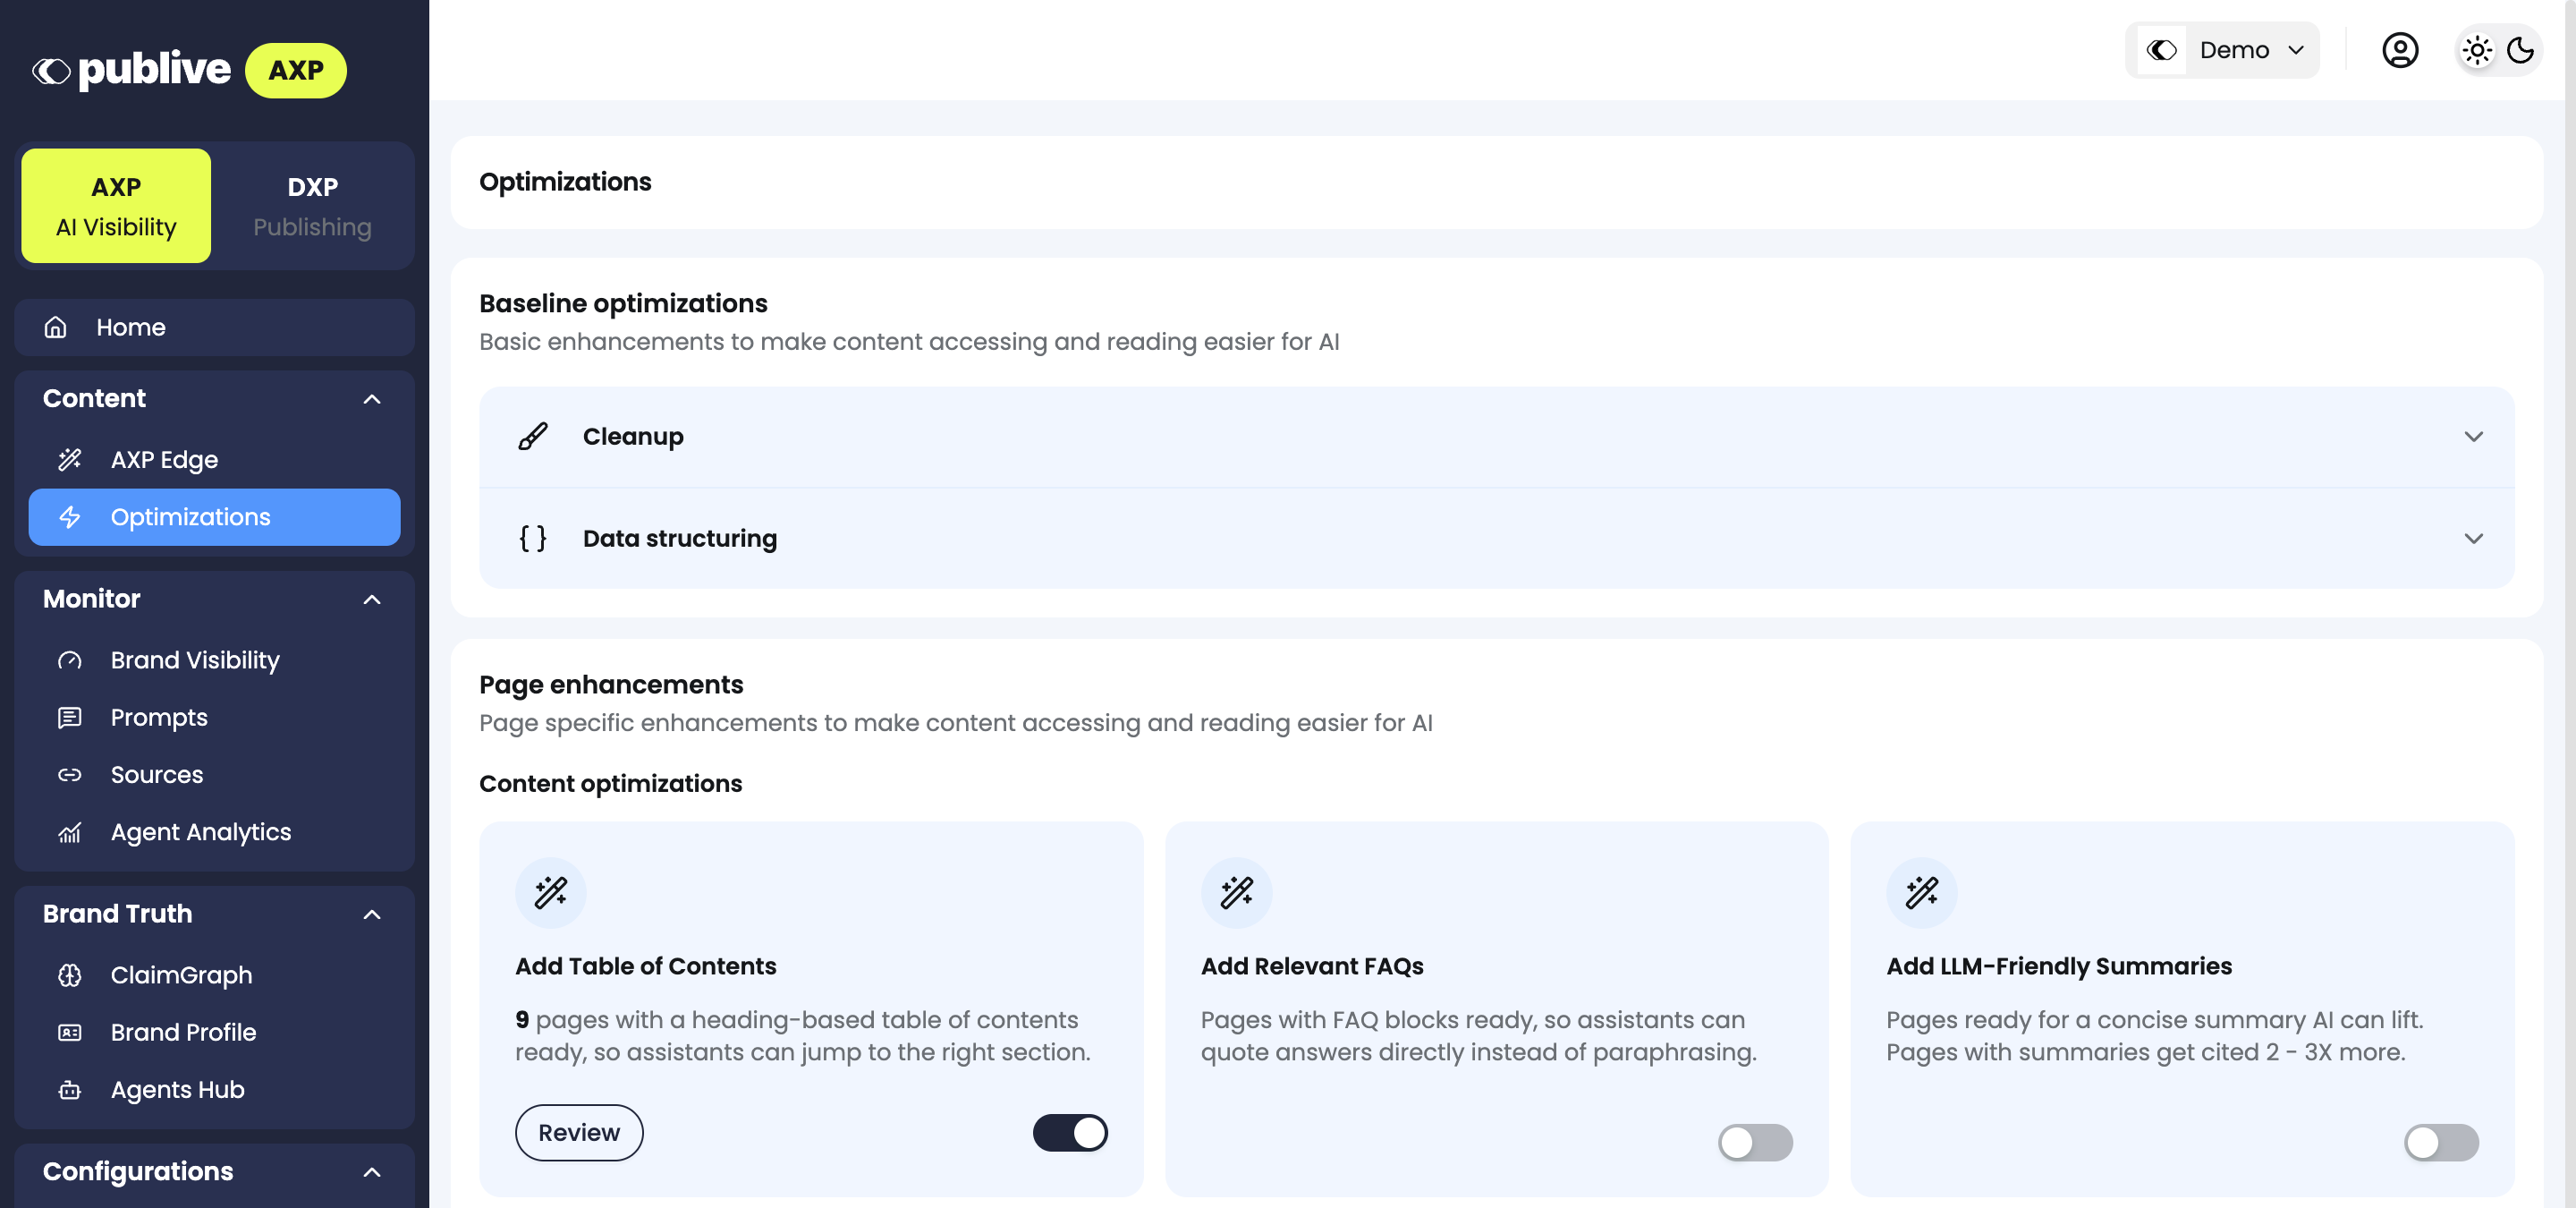 publive AXP
AXP
AI Visibility
DXP
Publishing
Home
Content
AXP Edge
Optimizations
Monitor
Brand Visibility
Prompts
Sources
Agent Analytics
Brand Truth
ClaimGraph
Brand Profile
Agents Hub
Configurations
Demo
Optimizations
Baseline optimizations
Basic enhancements to make content accessing and reading easier for AI
Cleanup
{ } Data structuring
Page enhancements
Page specific enhancements to make content accessing and reading easier for AI
Content optimizations
Add Table of Contents
9 pages with a heading-based table of contents
ready, so assistants can jump to the right section.
Review
Add Relevant FAQs
Pages with FAQ blocks ready, so assistants can
quote answers directly instead of paraphrasing.
Add LLM-Friendly Summaries
Pages ready for a concise summary AI can lift.
Pages with summaries get cited 2 - 3X more.